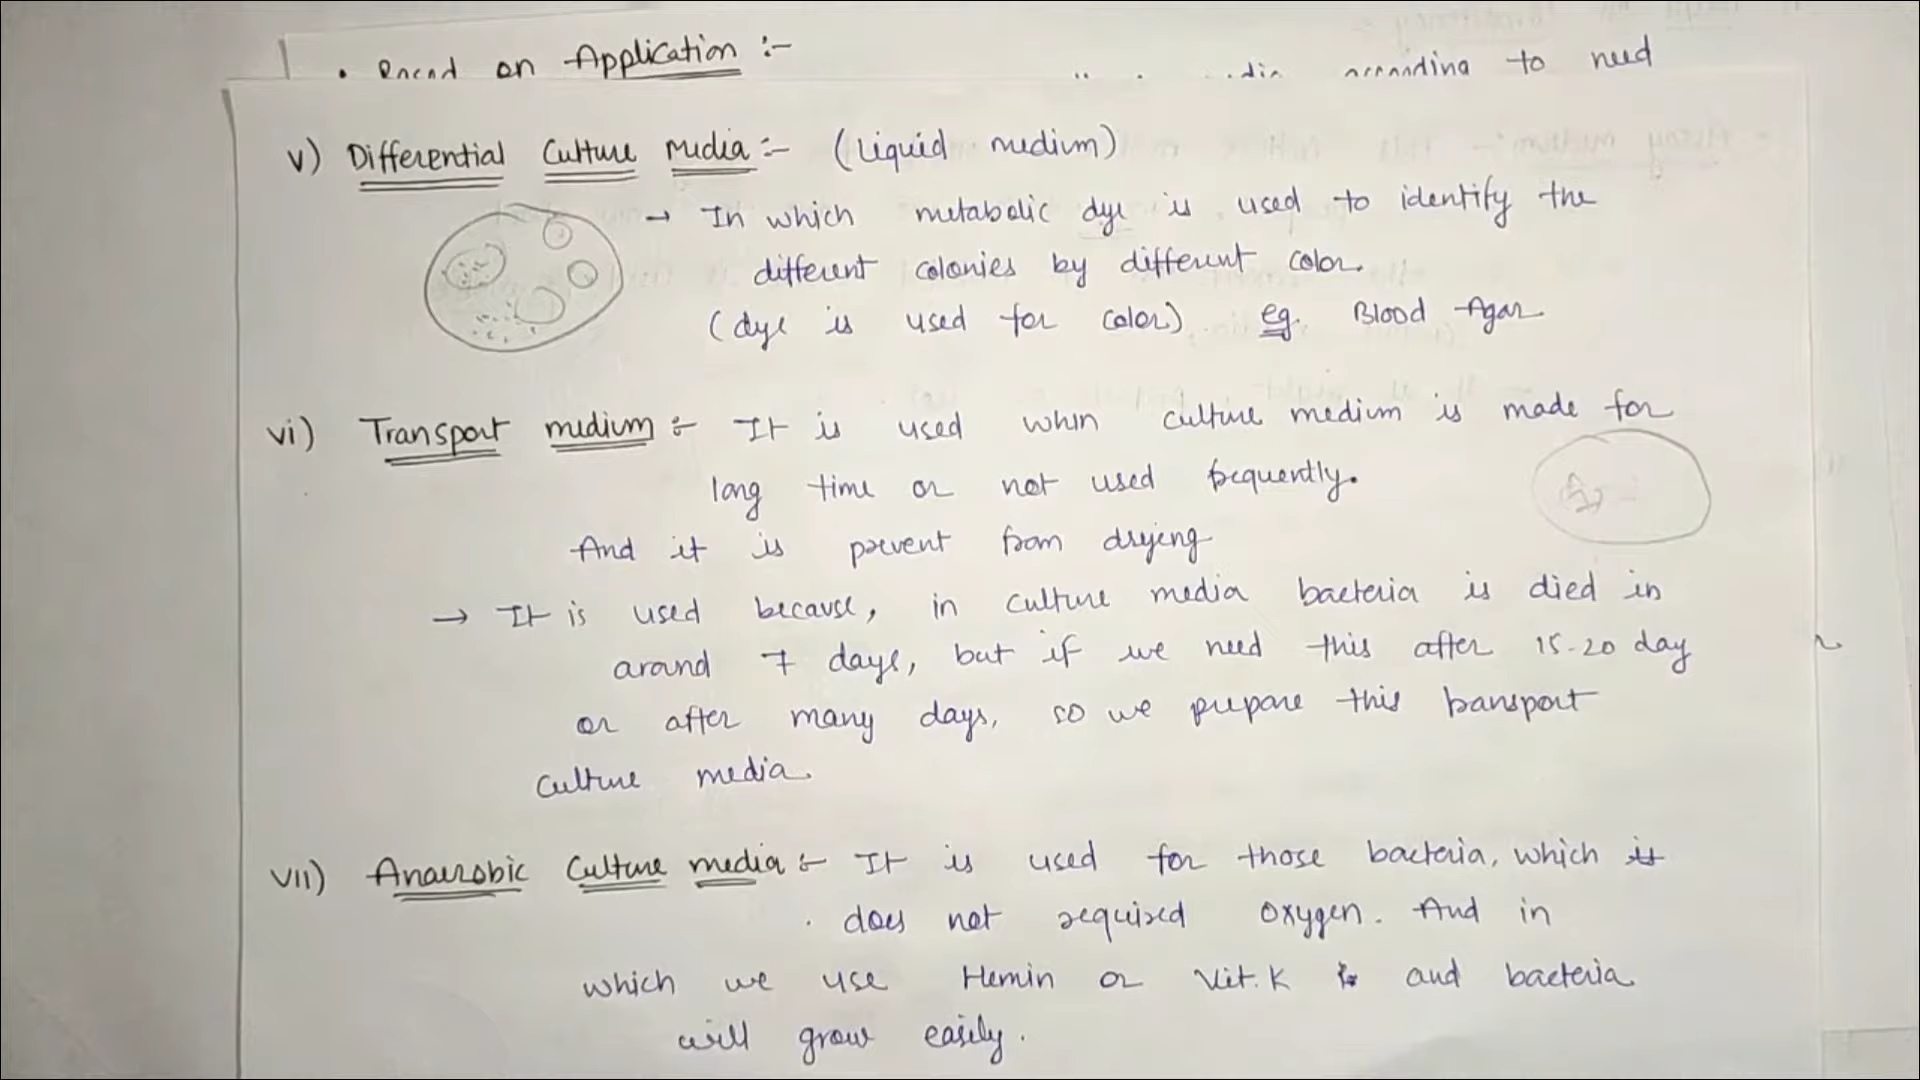 on Application :-
to need
v) Differential Culture Media :- (Liquid medium)
→ In which metabolic dye is used to identify the
different colonies by different color.
(dye is used for color) eg. Blood Agar
vi) Transport medium :- It is used when culture medium is made for
long time or not used frequently.
And it is prevent from drying
→ It is used because, in culture media bacteria is died in
around 7 days, but if we need this after 15-20 day
or after many days, so we prepare this transport
culture media.
VII) Anaerobic Culture media :- It is used for those bacteria, which is
does not required oxygen. And in
which we use Hemin or Vit. K and bacteria
will grow easily.